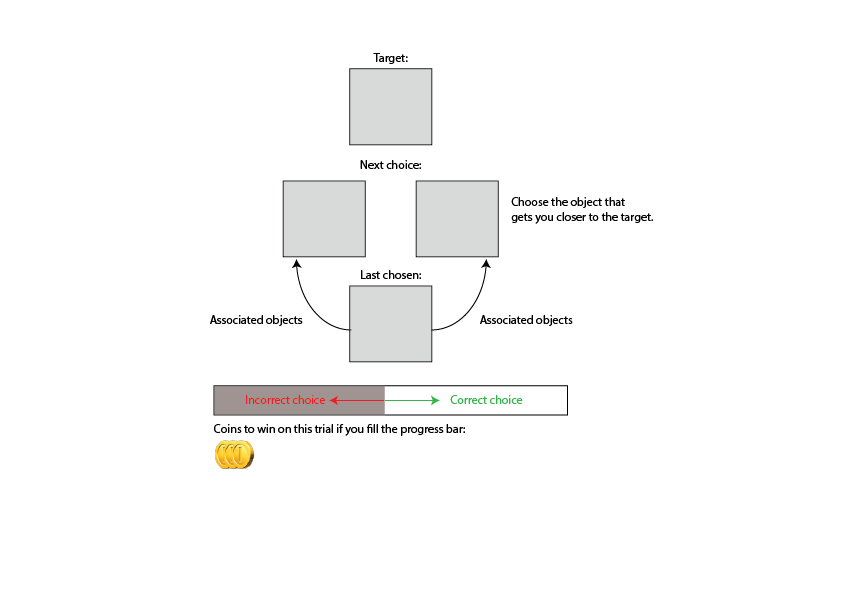 Target:
Next choice:
Choose the object that
gets you closer to the target.
Last chosen:
Associated objects
Associated objects
Incorrect choice
Correct choice
Coins to win on this trial if you fill the progress bar: